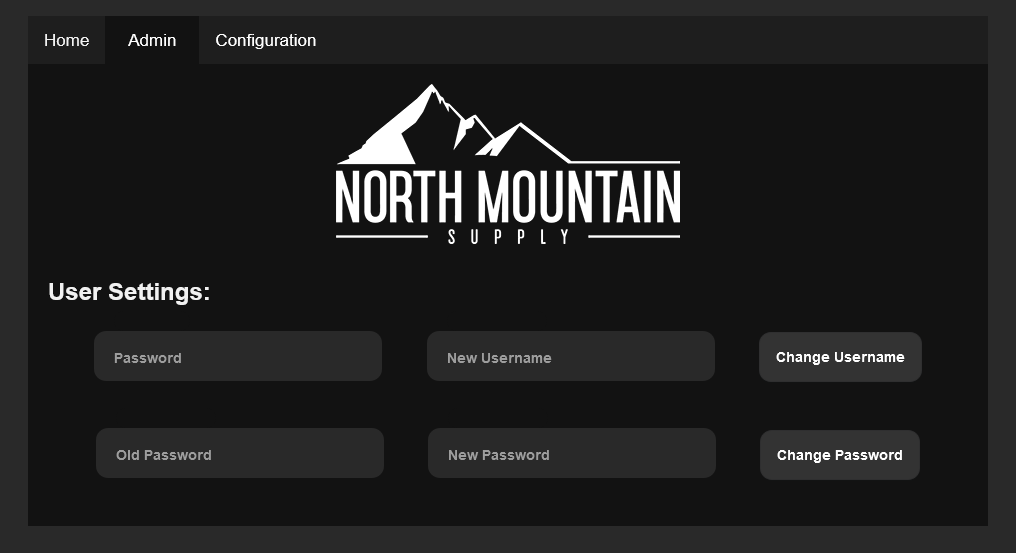 Home Admin Configuration
NORTH MOUNTAIN
SUPPLY
User Settings:
Password New Username Change Username
Old Password New Password Change Password